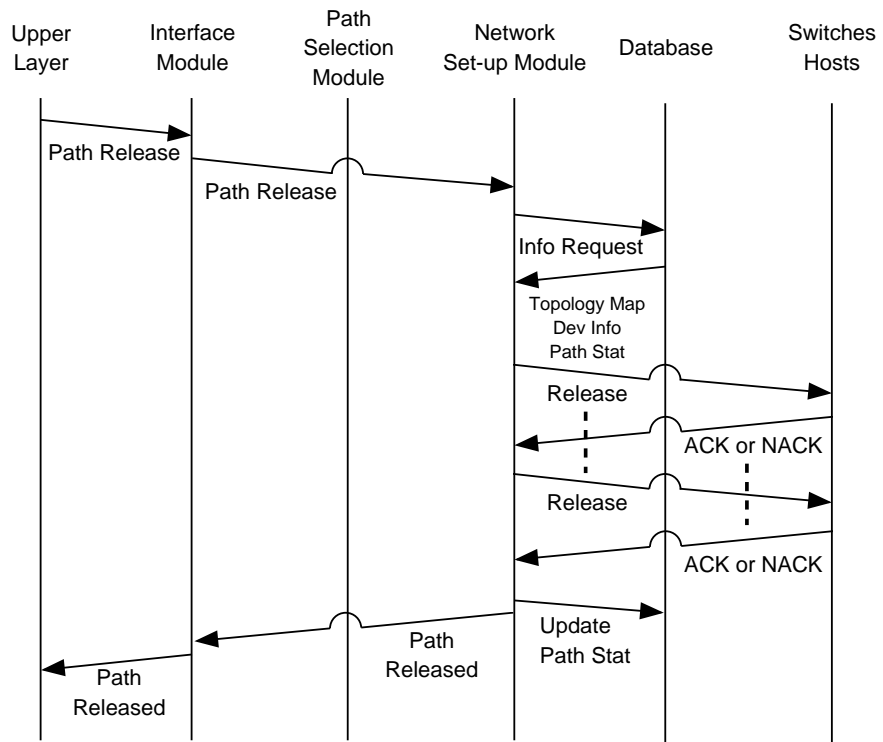 Upper
Layer
Interface
Module
Path
Selection
Module
Network
Set-up Module
Database
Switches
Hosts
Path Release
Path Release
Info Request
Topology Map
Dev Info
Path Stat
Release
ACK or NACK
Release
ACK or NACK
Update
Path Stat
Path
Released
Path
Released